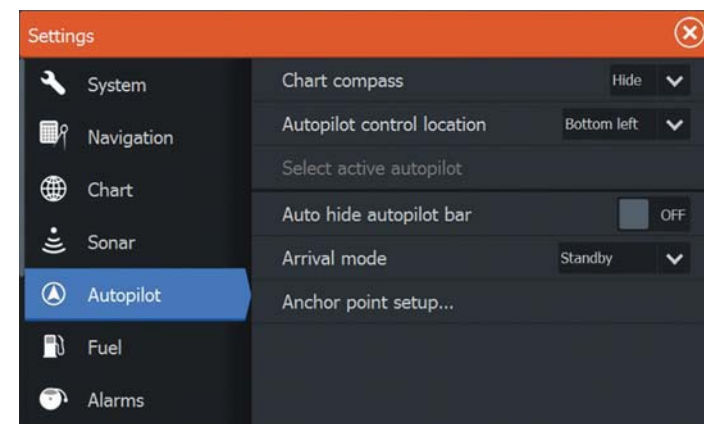 Settings
System
Navigation
Chart
Sonar
Autopilot
Fuel
Alarms
Chart compass Hide
Autopilot control location Bottom left
Select active autopilot
Auto hide autopilot bar OFF
Arrival mode Standby
Anchor point setup...